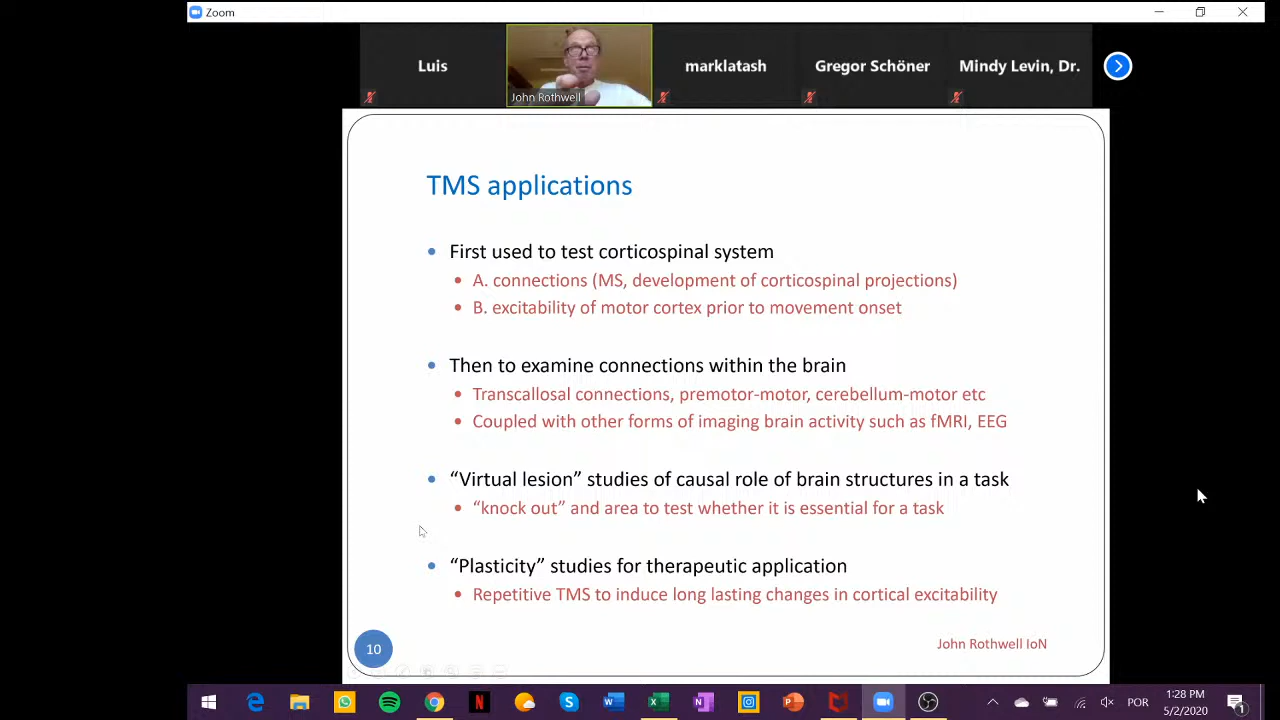 Zoom
Luis
John Rothwell
marklatash
Gregor Schöner
Mindy Levin, Dr.
TMS applications
First used to test corticospinal system
A. connections (MS, development of corticospinal projections)
B. excitability of motor cortex prior to movement onset
Then to examine connections within the brain
Transcallosal connections, premotor-motor, cerebellum-motor etc
Coupled with other forms of imaging brain activity such as fMRI, EEG
“Virtual lesion” studies of causal role of brain structures in a task
“knock out” and area to test whether it is essential for a task
“Plasticity” studies for therapeutic application
Repetitive TMS to induce long lasting changes in cortical excitability
10
John Rothwell IoN
POR
1:28 PM
5/2/2020
1